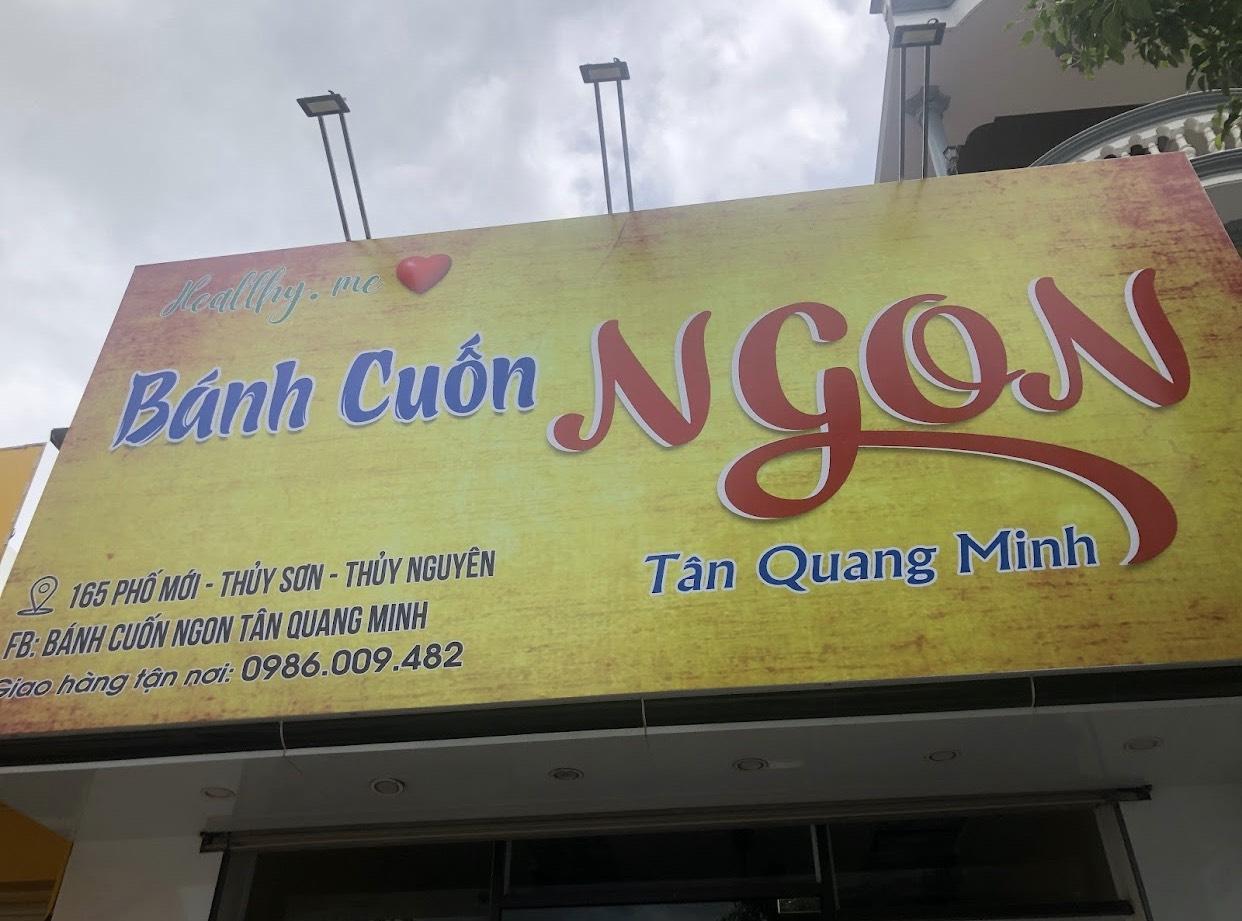 Healthy.me
Bánh Cuốn NGON
Tân Quang Minh
165 PHỐ MỚI - THỦY SƠN - THỦY NGUYÊN
FB: BÁNH CUỐN NGON TÂN QUANG MINH
Giao hàng tận nơi: 0986.009.482